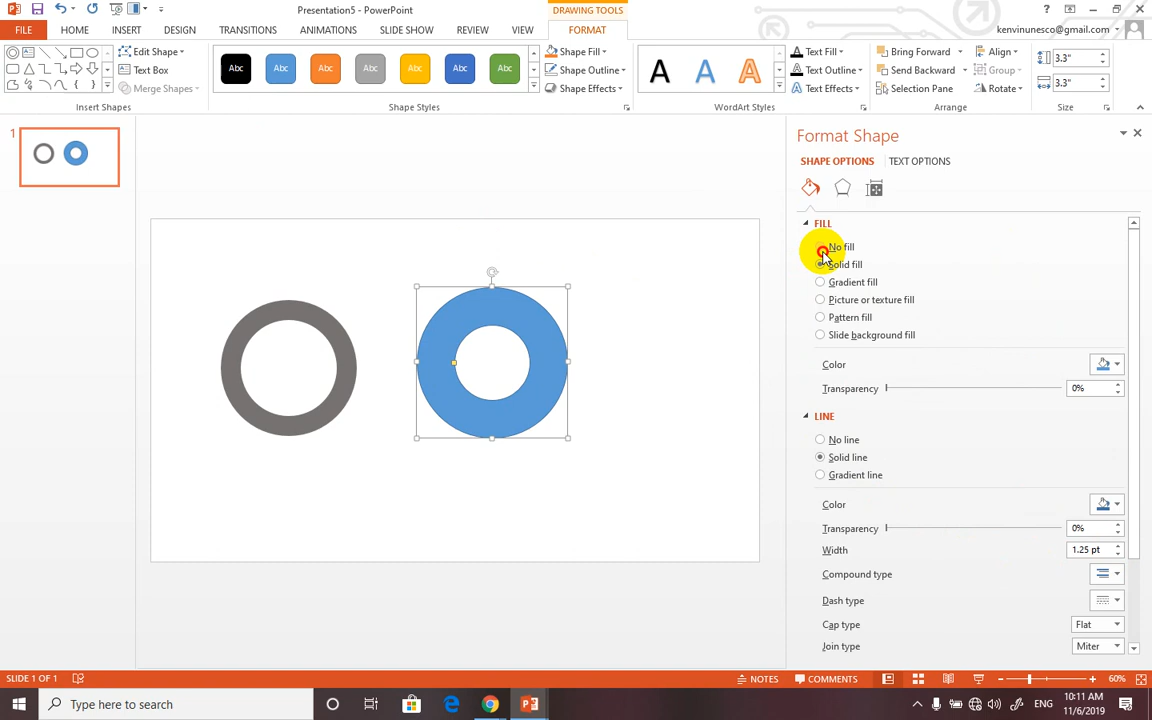 Presentation5 - PowerPoint
DRAWING TOOLS
?
FILE
HOME
INSERT
DESIGN
TRANSITIONS
ANIMATIONS
SLIDE SHOW
REVIEW
VIEW
FORMAT
kenvinunesco@gmail.com
Edit Shape
Text Box
Merge Shapes
Insert Shapes
Abc Abc Abc Abc Abc Abc Abc
Shape Fill
Shape Outline
Shape Effects
Shape Styles
A A A
Text Fill
Text Outline
Text Effects
WordArt Styles
Bring Forward
Send Backward
Selection Pane
Align
Group
Rotate
Arrange
3.3"
3.3"
Size
1
Format Shape
SHAPE OPTIONS
TEXT OPTIONS
FILL
No fill
Solid fill
Gradient fill
Picture or texture fill
Pattern fill
Slide background fill
Color
Transparency
0%
LINE
No line
Solid line
Gradient line
Color
Transparency
0%
Width
1.25 pt
Compound type
Dash type
Cap type
Flat
Join type
Miter
SLIDE 1 OF 1
NOTES
COMMENTS
60%
Type here to search
ENG
10:11 AM
11/6/2019